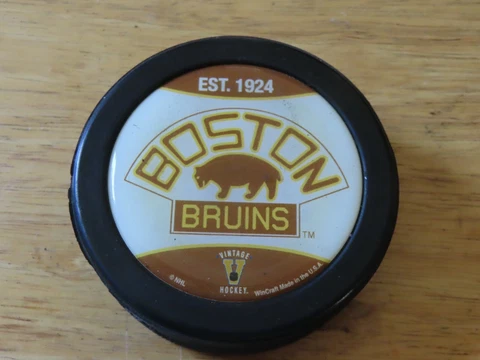 EST. 1924
BOSTON
BRUINS
TM
VINTAGE
V
HOCKEY.
© NHL
WinCraft Made in the U.S.A.